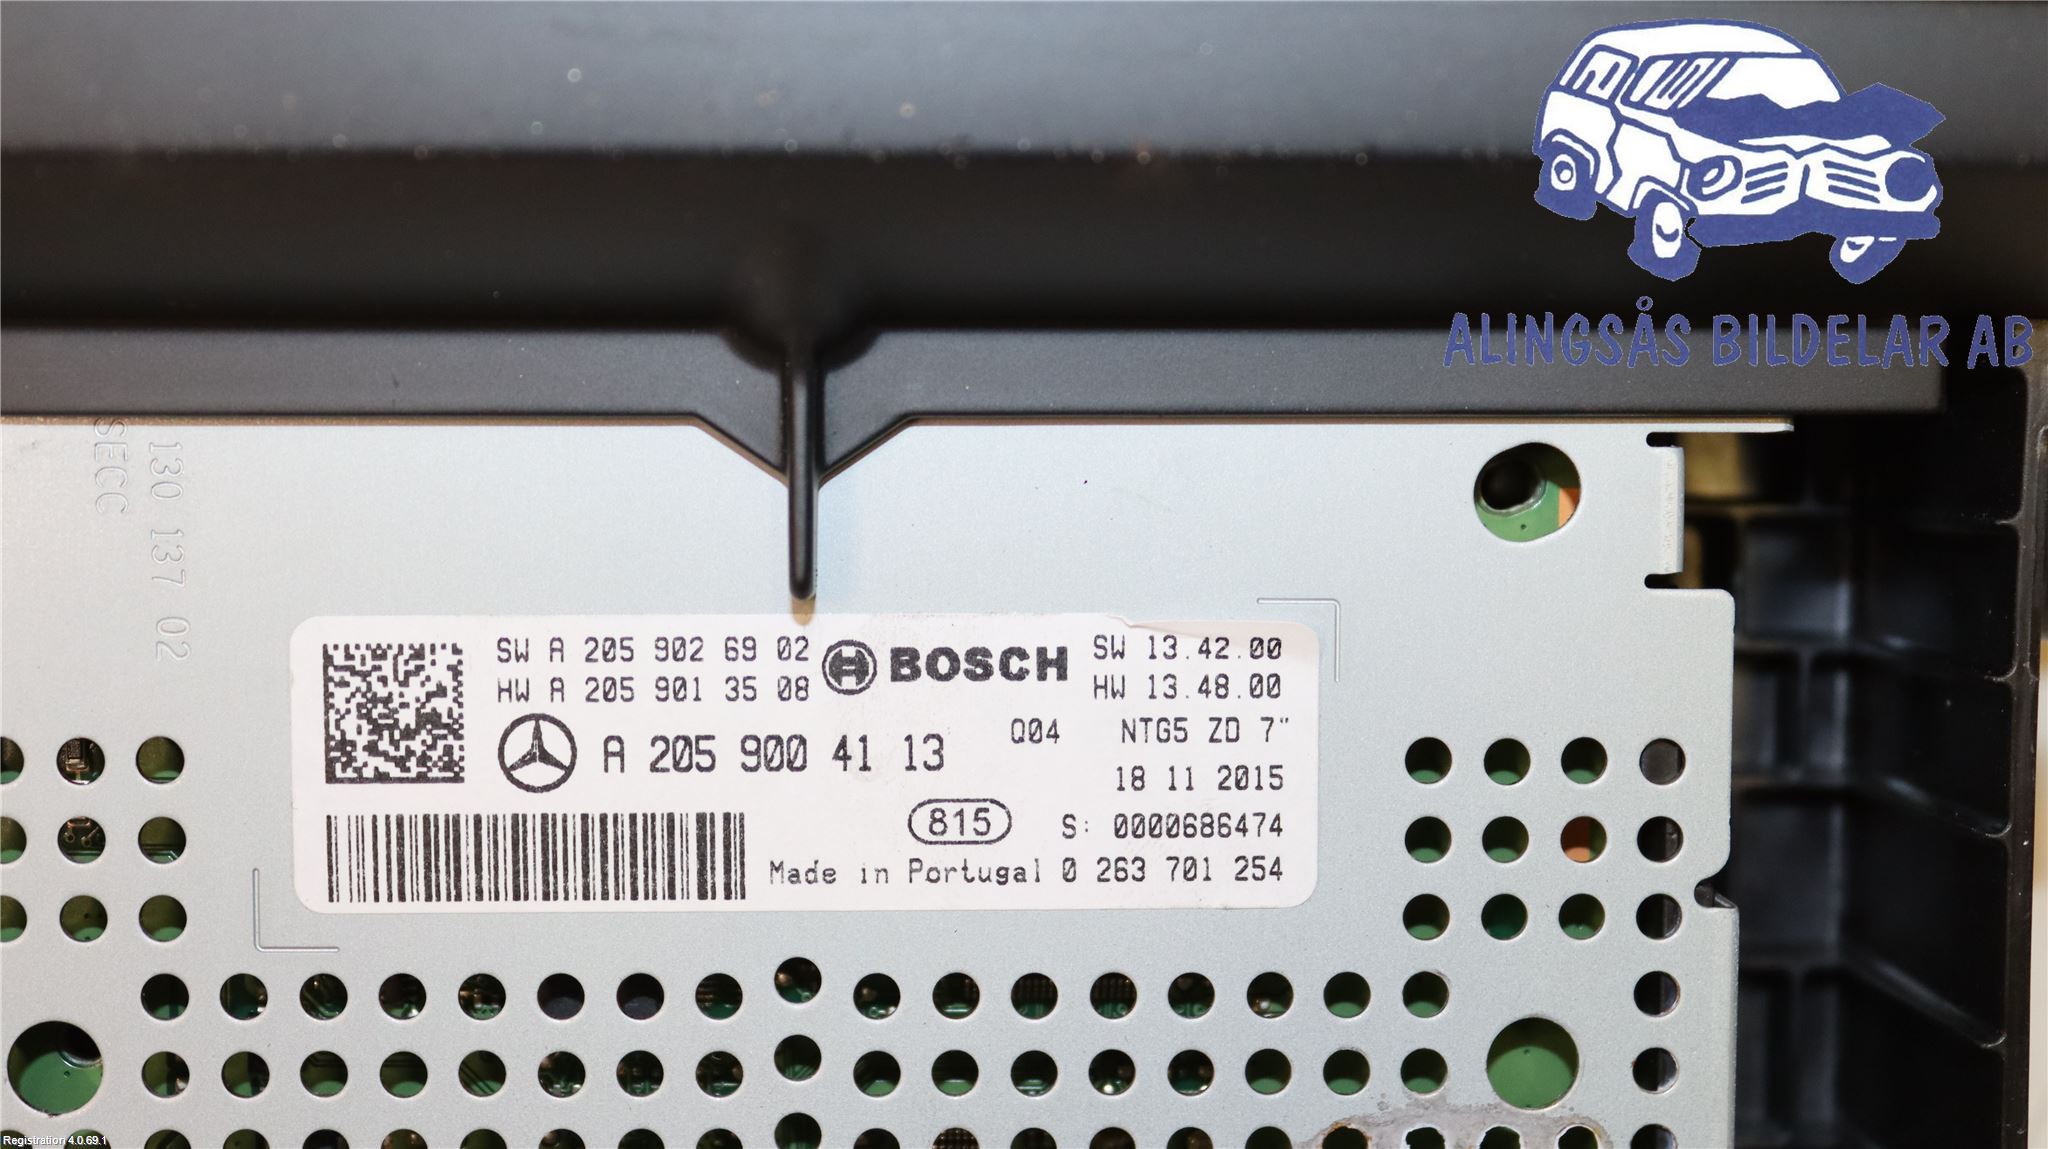 ALINGSÅS BILDELAR AB
130 137 02
SECC
SW A 205 902 69 02
HW A 205 901 35 08
BOSCH
SW 13.42.00
HW 13.48.00
A 205 900 41 13
Q04 NTG5 ZD 7"
18 11 2015
815 S: 0000686474
Made in Portugal 0 263 701 254
Registration 4.0.69.1